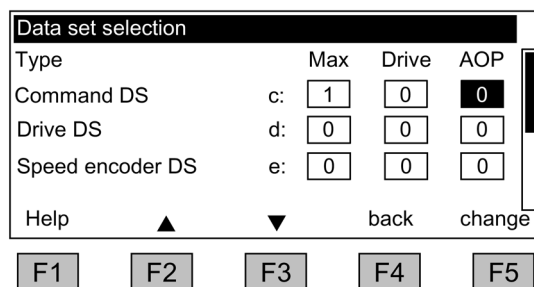 Data set selection
Type Max Drive AOP
Command DS c: 1 0 0
Drive DS d: 0 0 0
Speed encoder DS e: 0 0 0
Help ▲ ▼ back change
F1 F2 F3 F4 F5